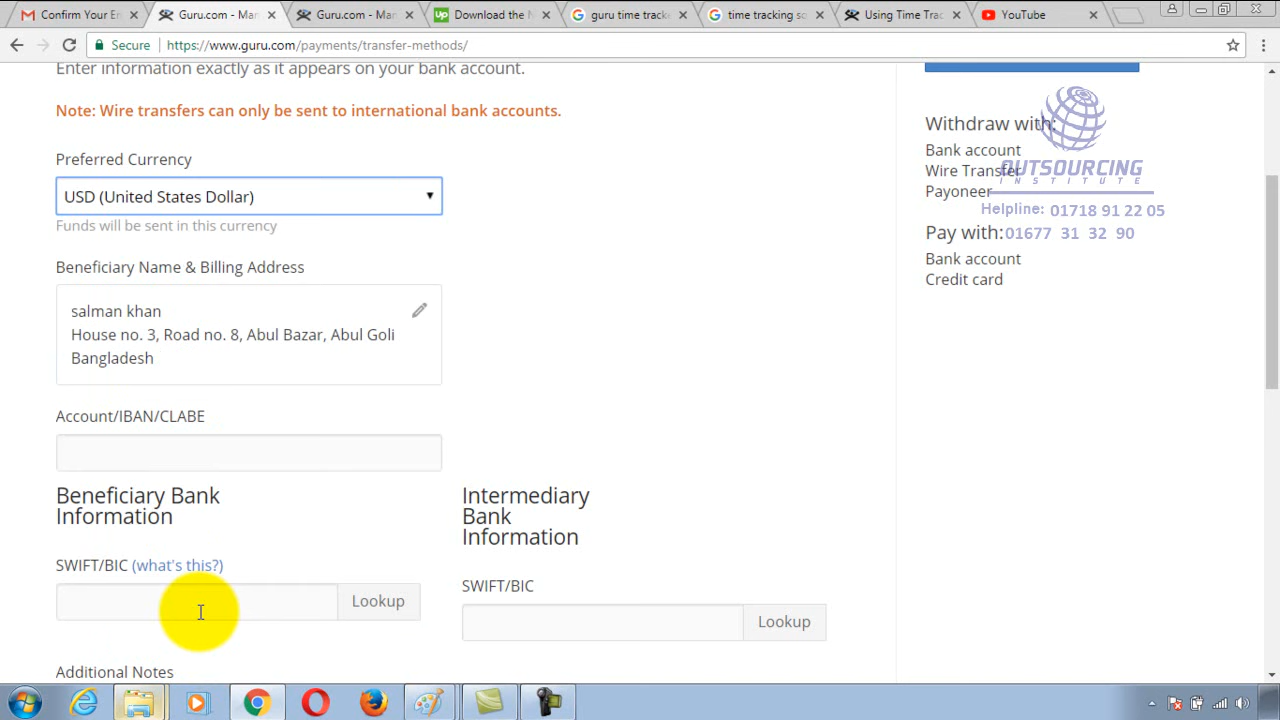 Confirm Your En
Guru.com - Man
Guru.com - Man
Download the N
guru time tracke
time tracking so
Using Time Trac
YouTube
Secure
https://www.guru.com/payments/transfer-methods/
Enter information exactly as it appears on your bank account.
Note: Wire transfers can only be sent to international bank accounts.
Preferred Currency
USD (United States Dollar)
Funds will be sent in this currency
Beneficiary Name & Billing Address
salman khan
House no. 3, Road no. 8, Abul Bazar, Abul Goli
Bangladesh
Account/IBAN/CLABE
Beneficiary Bank
Information
SWIFT/BIC (what's this?)
Lookup
Additional Notes
Intermediary
Bank
Information
SWIFT/BIC
Lookup
Withdraw with:
Bank account
Wire Transfer
Payoneer
Pay with:
Bank account
Credit card
OUTSOURCING
INSTITUTE
Helpline: 01718 91 22 05
01677 31 32 90